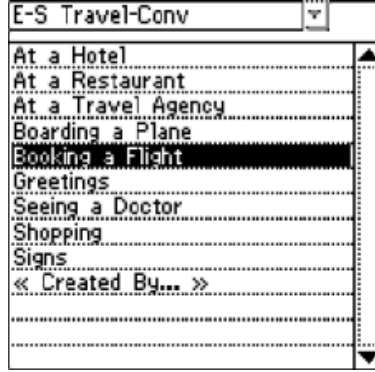 E-S Travel-Conv
At a Hotel
At a Restaurant
At a Travel Agency
Boarding a Plane
Booking a Flight
Greetings
Seeing a Doctor
Shopping
Signs
« Created By... »